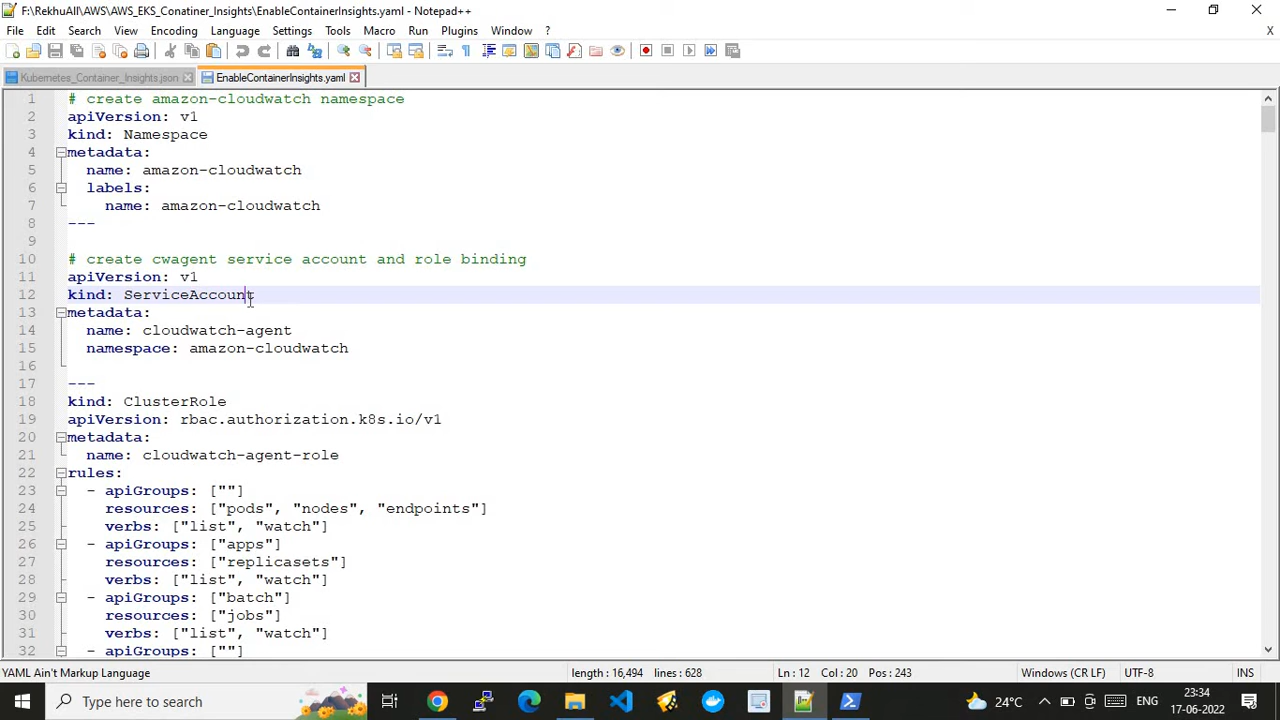 F:\RekhuAll\AWS\AWS_EKS_Conatiner_Insights\EnableContainerInsights.yaml - Notepad++
File Edit Search View Encoding Language Settings Tools Macro Run Plugins Window ? X
Kubernetes_Container_Insights.json EnableContainerInsights.yaml
1 # create amazon-cloudwatch namespace
2 apiVersion: v1
3 kind: Namespace
4 metadata:
5 name: amazon-cloudwatch
6 labels:
7 name: amazon-cloudwatch
8 ---
9
10 # create cwagent service account and role binding
11 apiVersion: v1
12 kind: ServiceAccount
13 metadata:
14 name: cloudwatch-agent
15 namespace: amazon-cloudwatch
16
17 ---
18 kind: ClusterRole
19 apiVersion: rbac.authorization.k8s.io/v1
20 metadata:
21 name: cloudwatch-agent-role
22 rules:
23 - apiGroups: [""]
24 resources: ["pods", "nodes", "endpoints"]
25 verbs: ["list", "watch"]
26 - apiGroups: ["apps"]
27 resources: ["replicasets"]
28 verbs: ["list", "watch"]
29 - apiGroups: ["batch"]
30 resources: ["jobs"]
31 verbs: ["list", "watch"]
32 - apiGroups: [""]
YAML Ain't Markup Language length : 16,494 lines : 628 Ln : 12 Col : 20 Pos : 243 Windows (CR LF) UTF-8 INS
Type here to search 24°C ENG 23:34
17-06-2022